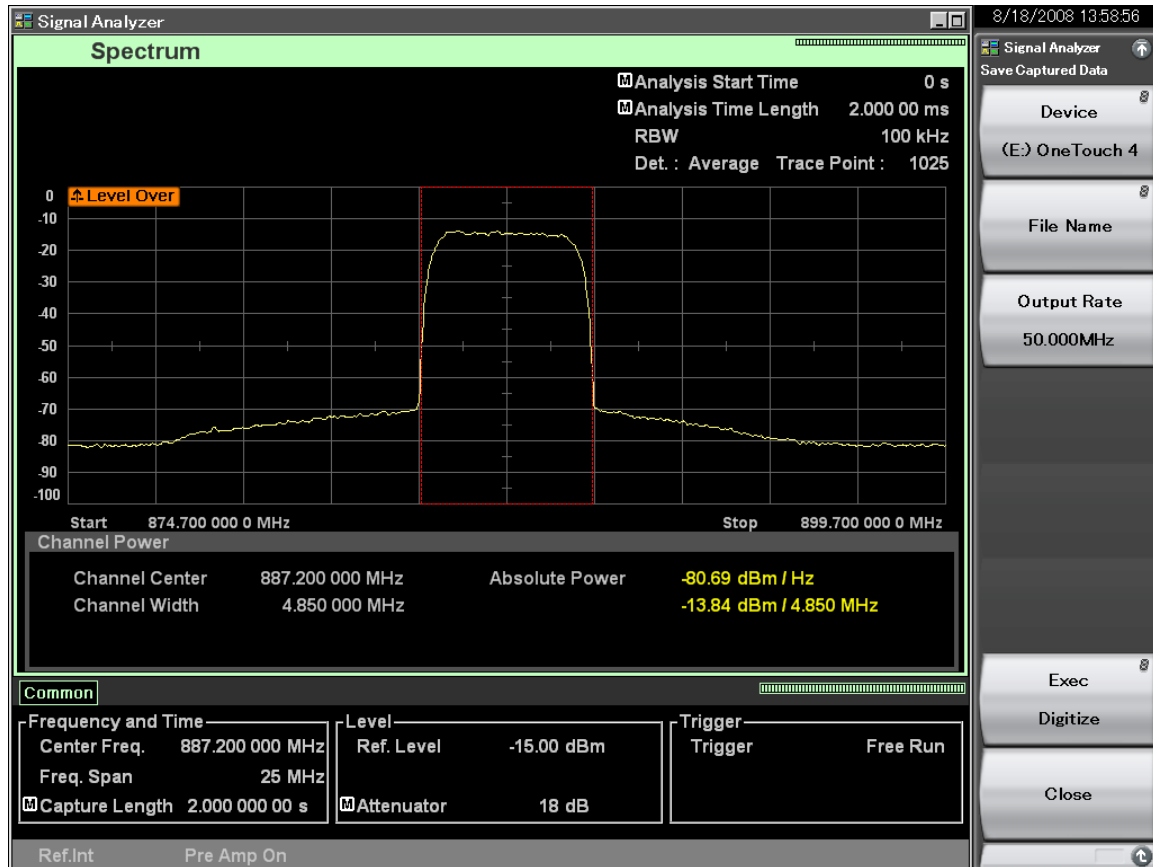 Signal Analyzer
8/18/2008 13:58:56
Spectrum
M Analysis Start Time 0 s
M Analysis Time Length 2.000 00 ms
RBW 100 kHz
Det. : Average Trace Point : 1025
Level Over
0
-10
-20
-30
-40
-50
-60
-70
-80
-90
-100
Start 874.700 000 0 MHz Stop 899.700 000 0 MHz
Channel Power
Channel Center 887.200 000 MHz Absolute Power -80.69 dBm / Hz
Channel Width 4.850 000 MHz -13.84 dBm / 4.850 MHz
Common
Frequency and Time
Center Freq. 887.200 000 MHz
Freq. Span 25 MHz
M Capture Length 2.000 000 00 s
Level
Ref. Level -15.00 dBm
M Attenuator 18 dB
Trigger
Trigger Free Run
Ref.Int Pre Amp On
Signal Analyzer
Save Captured Data
Device
(E:) OneTouch 4
File Name
Output Rate
50.000MHz
Exec
Digitize
Close